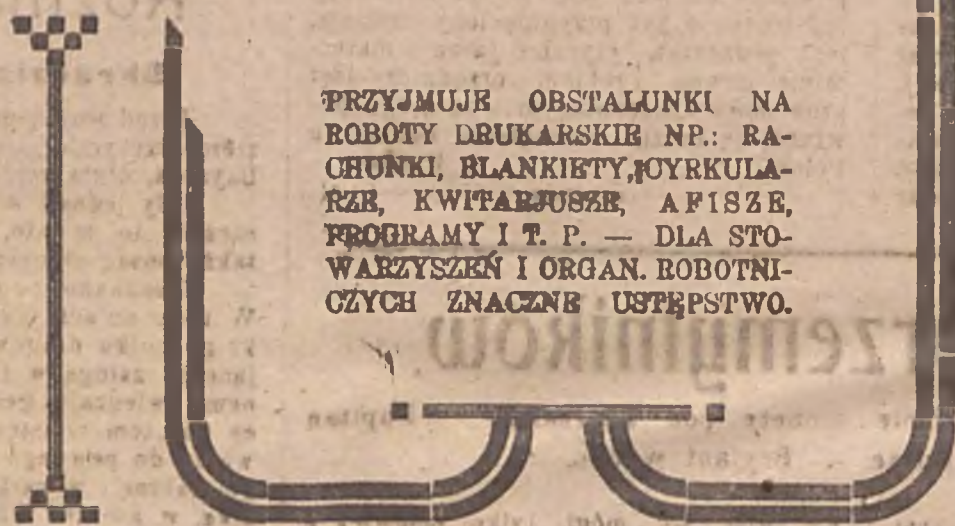 PRZYJMUJE OBSTALUNKI NA
ROBOTY DRUKARSKIE NP.: RA-
CHUNKI, BLANKIETY, CYRKULA-
RZE, KWITARJUSZE, AFISZE,
PROGRAMY I T. P. — DLA STO-
WARZYSZEŃ I ORGAN. ROBOTNI-
CZYCH ZNACZNE USTĘPSTWO.